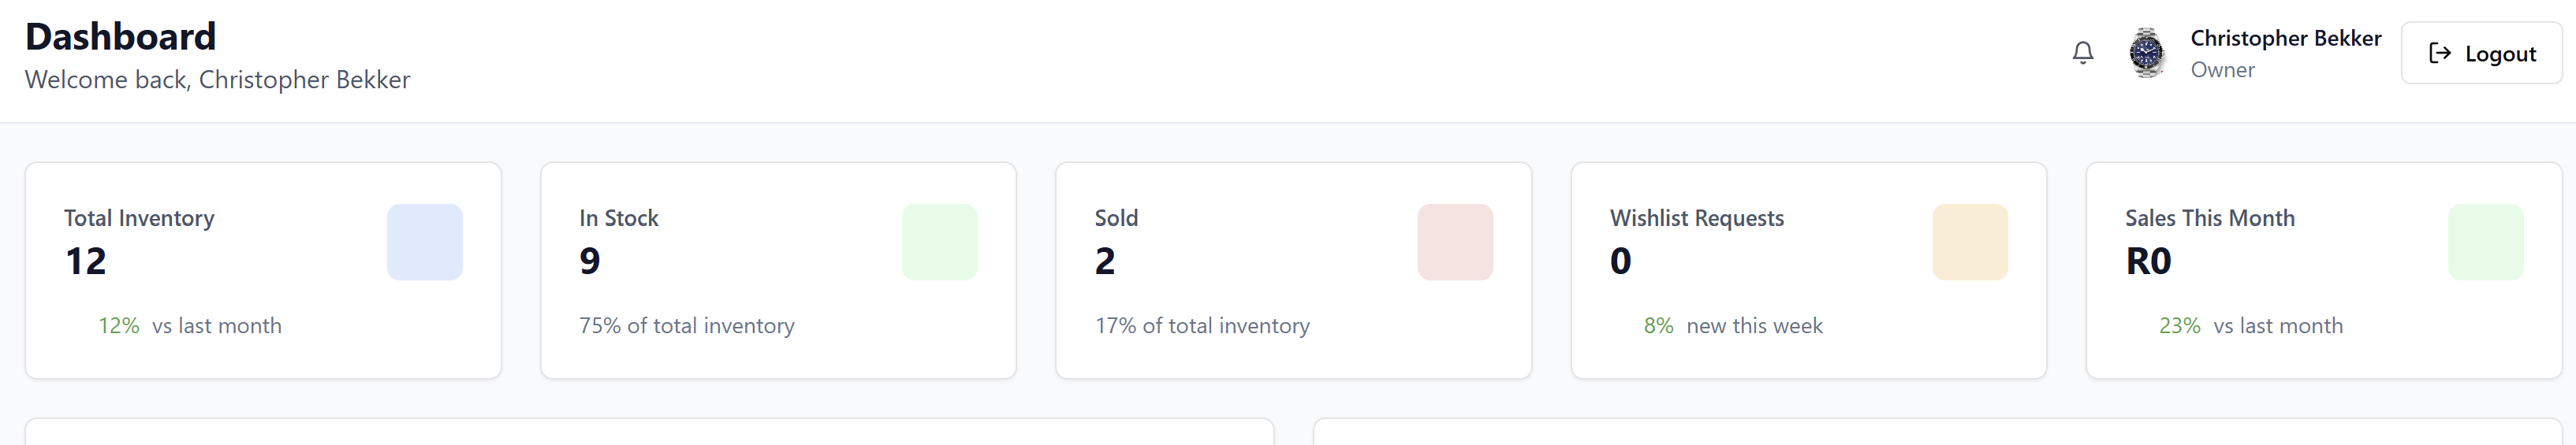 Dashboard
Welcome back, Christopher Bekker
Christopher Bekker
Owner
Logout
Total Inventory
12
12% vs last month
In Stock
9
75% of total inventory
Sold
2
17% of total inventory
Wishlist Requests
0
8% new this week
Sales This Month
R0
23% vs last month